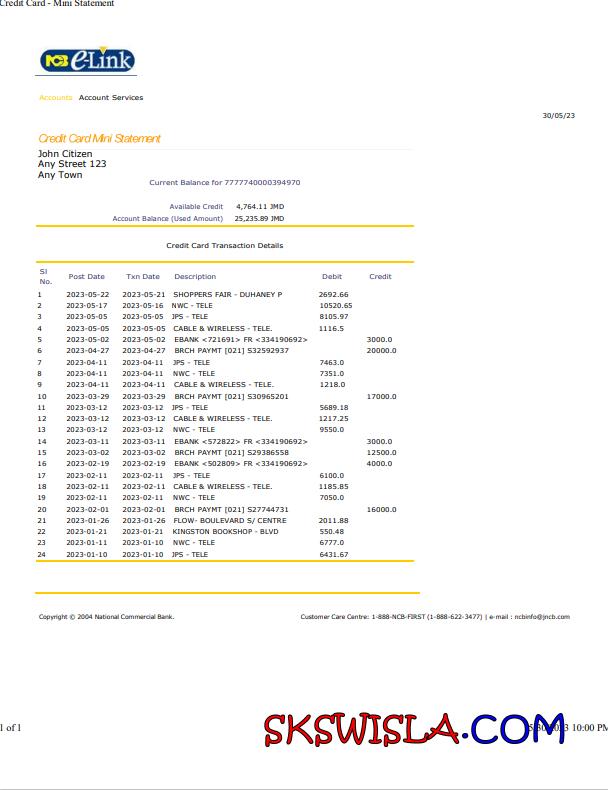 Credit Card - Mini Statement
NCB e-Link
Accounts Account Services
30/05/23
Credit Card Mini Statement
John Citizen
Any Street 123
Any Town
Current Balance for 7777740000394970
Available Credit 4,764.11 JMD
Account Balance (Used Amount) 25,235.89 JMD
Credit Card Transaction Details
Sl No. Post Date Txn Date Description Debit Credit
1 2023-05-22 2023-05-21 SHOPPERS FAIR - DUHANEY P 2692.66
2 2023-05-17 2023-05-16 NWC - TELE 10520.65
3 2023-05-05 2023-05-05 JPS - TELE 8105.97
4 2023-05-05 2023-05-05 CABLE & WIRELESS - TELE. 1116.5
5 2023-05-02 2023-05-02 EBANK <721691> FR <334190692> 3000.0
6 2023-04-27 2023-04-27 BRCH PAYMT [021] S32592937 20000.0
7 2023-04-11 2023-04-11 JPS - TELE 7463.0
8 2023-04-11 2023-04-11 NWC - TELE 7351.0
9 2023-04-11 2023-04-11 CABLE & WIRELESS - TELE. 1218.0
10 2023-03-29 2023-03-29 BRCH PAYMT [021] S30965201 17000.0
11 2023-03-12 2023-03-12 JPS - TELE 5689.18
12 2023-03-12 2023-03-12 CABLE & WIRELESS - TELE. 1217.25
13 2023-03-12 2023-03-12 NWC - TELE 9550.0
14 2023-03-11 2023-03-11 EBANK <572822> FR <334190692> 3000.0
15 2023-03-02 2023-03-02 BRCH PAYMT [021] S29386558 12500.0
16 2023-02-19 2023-02-19 EBANK <502809> FR <334190692> 4000.0
17 2023-02-11 2023-02-11 JPS - TELE 6100.0
18 2023-02-11 2023-02-11 CABLE & WIRELESS - TELE. 1185.85
19 2023-02-11 2023-02-11 NWC - TELE 7050.0
20 2023-02-01 2023-02-01 BRCH PAYMT [021] S27744731 16000.0
21 2023-01-26 2023-01-26 FLOW- BOULEVARD S/ CENTRE 2011.88
22 2023-01-21 2023-01-21 KINGSTON BOOKSHOP - BLVD 550.48
23 2023-01-11 2023-01-10 NWC - TELE 6777.0
24 2023-01-10 2023-01-10 JPS - TELE 6431.67
Copyright © 2004 National Commercial Bank. Customer Care Centre: 1-888-NCB-FIRST (1-888-622-3477) | e-mail : ncbinfo@jncb.com
1 of 1 10:00 PM
SKSWISLA.COM